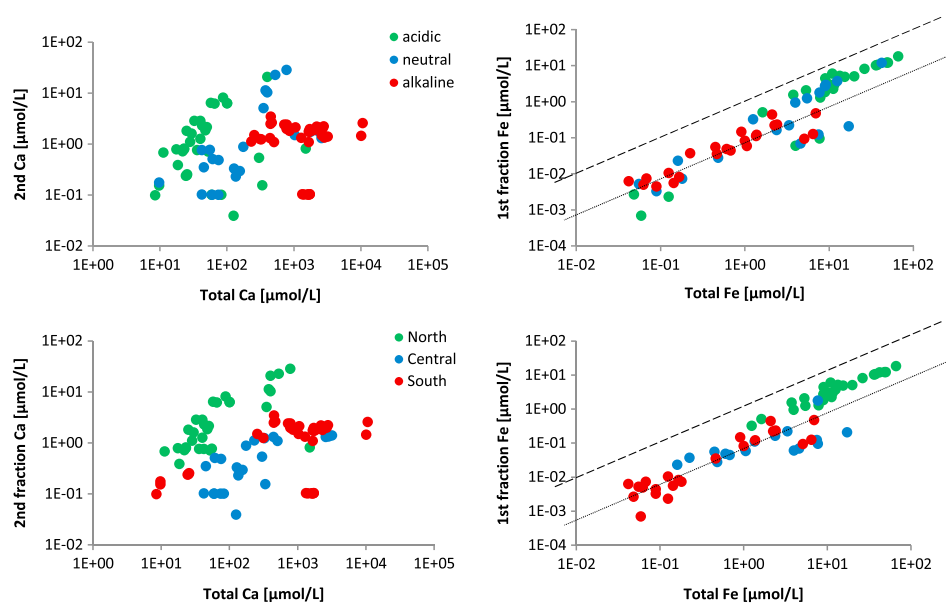 1E+02
1E+01
1E+00
1E-01
1E-02
2nd Ca [µmol/L]
1E+00 1E+01 1E+02 1E+03 1E+04 1E+05
Total Ca [µmol/L]
acidic
neutral
alkaline
1E+02
1E+01
1E+00
1E-01
1E-02
1E-03
1E-04
1st fraction Fe [µmol/L]
1E-02 1E-01 1E+00 1E+01 1E+02
Total Fe [µmol/L]
1E+02
1E+01
1E+00
1E-01
1E-02
2nd fraction Ca [µmol/L]
1E+00 1E+01 1E+02 1E+03 1E+04 1E+05
Total Ca [µmol/L]
North
Central
South
1E+02
1E+01
1E+00
1E-01
1E-02
1E-03
1E-04
1st fraction Fe [µmol/L]
1E-02 1E-01 1E+00 1E+01 1E+02
Total Fe [µmol/L]